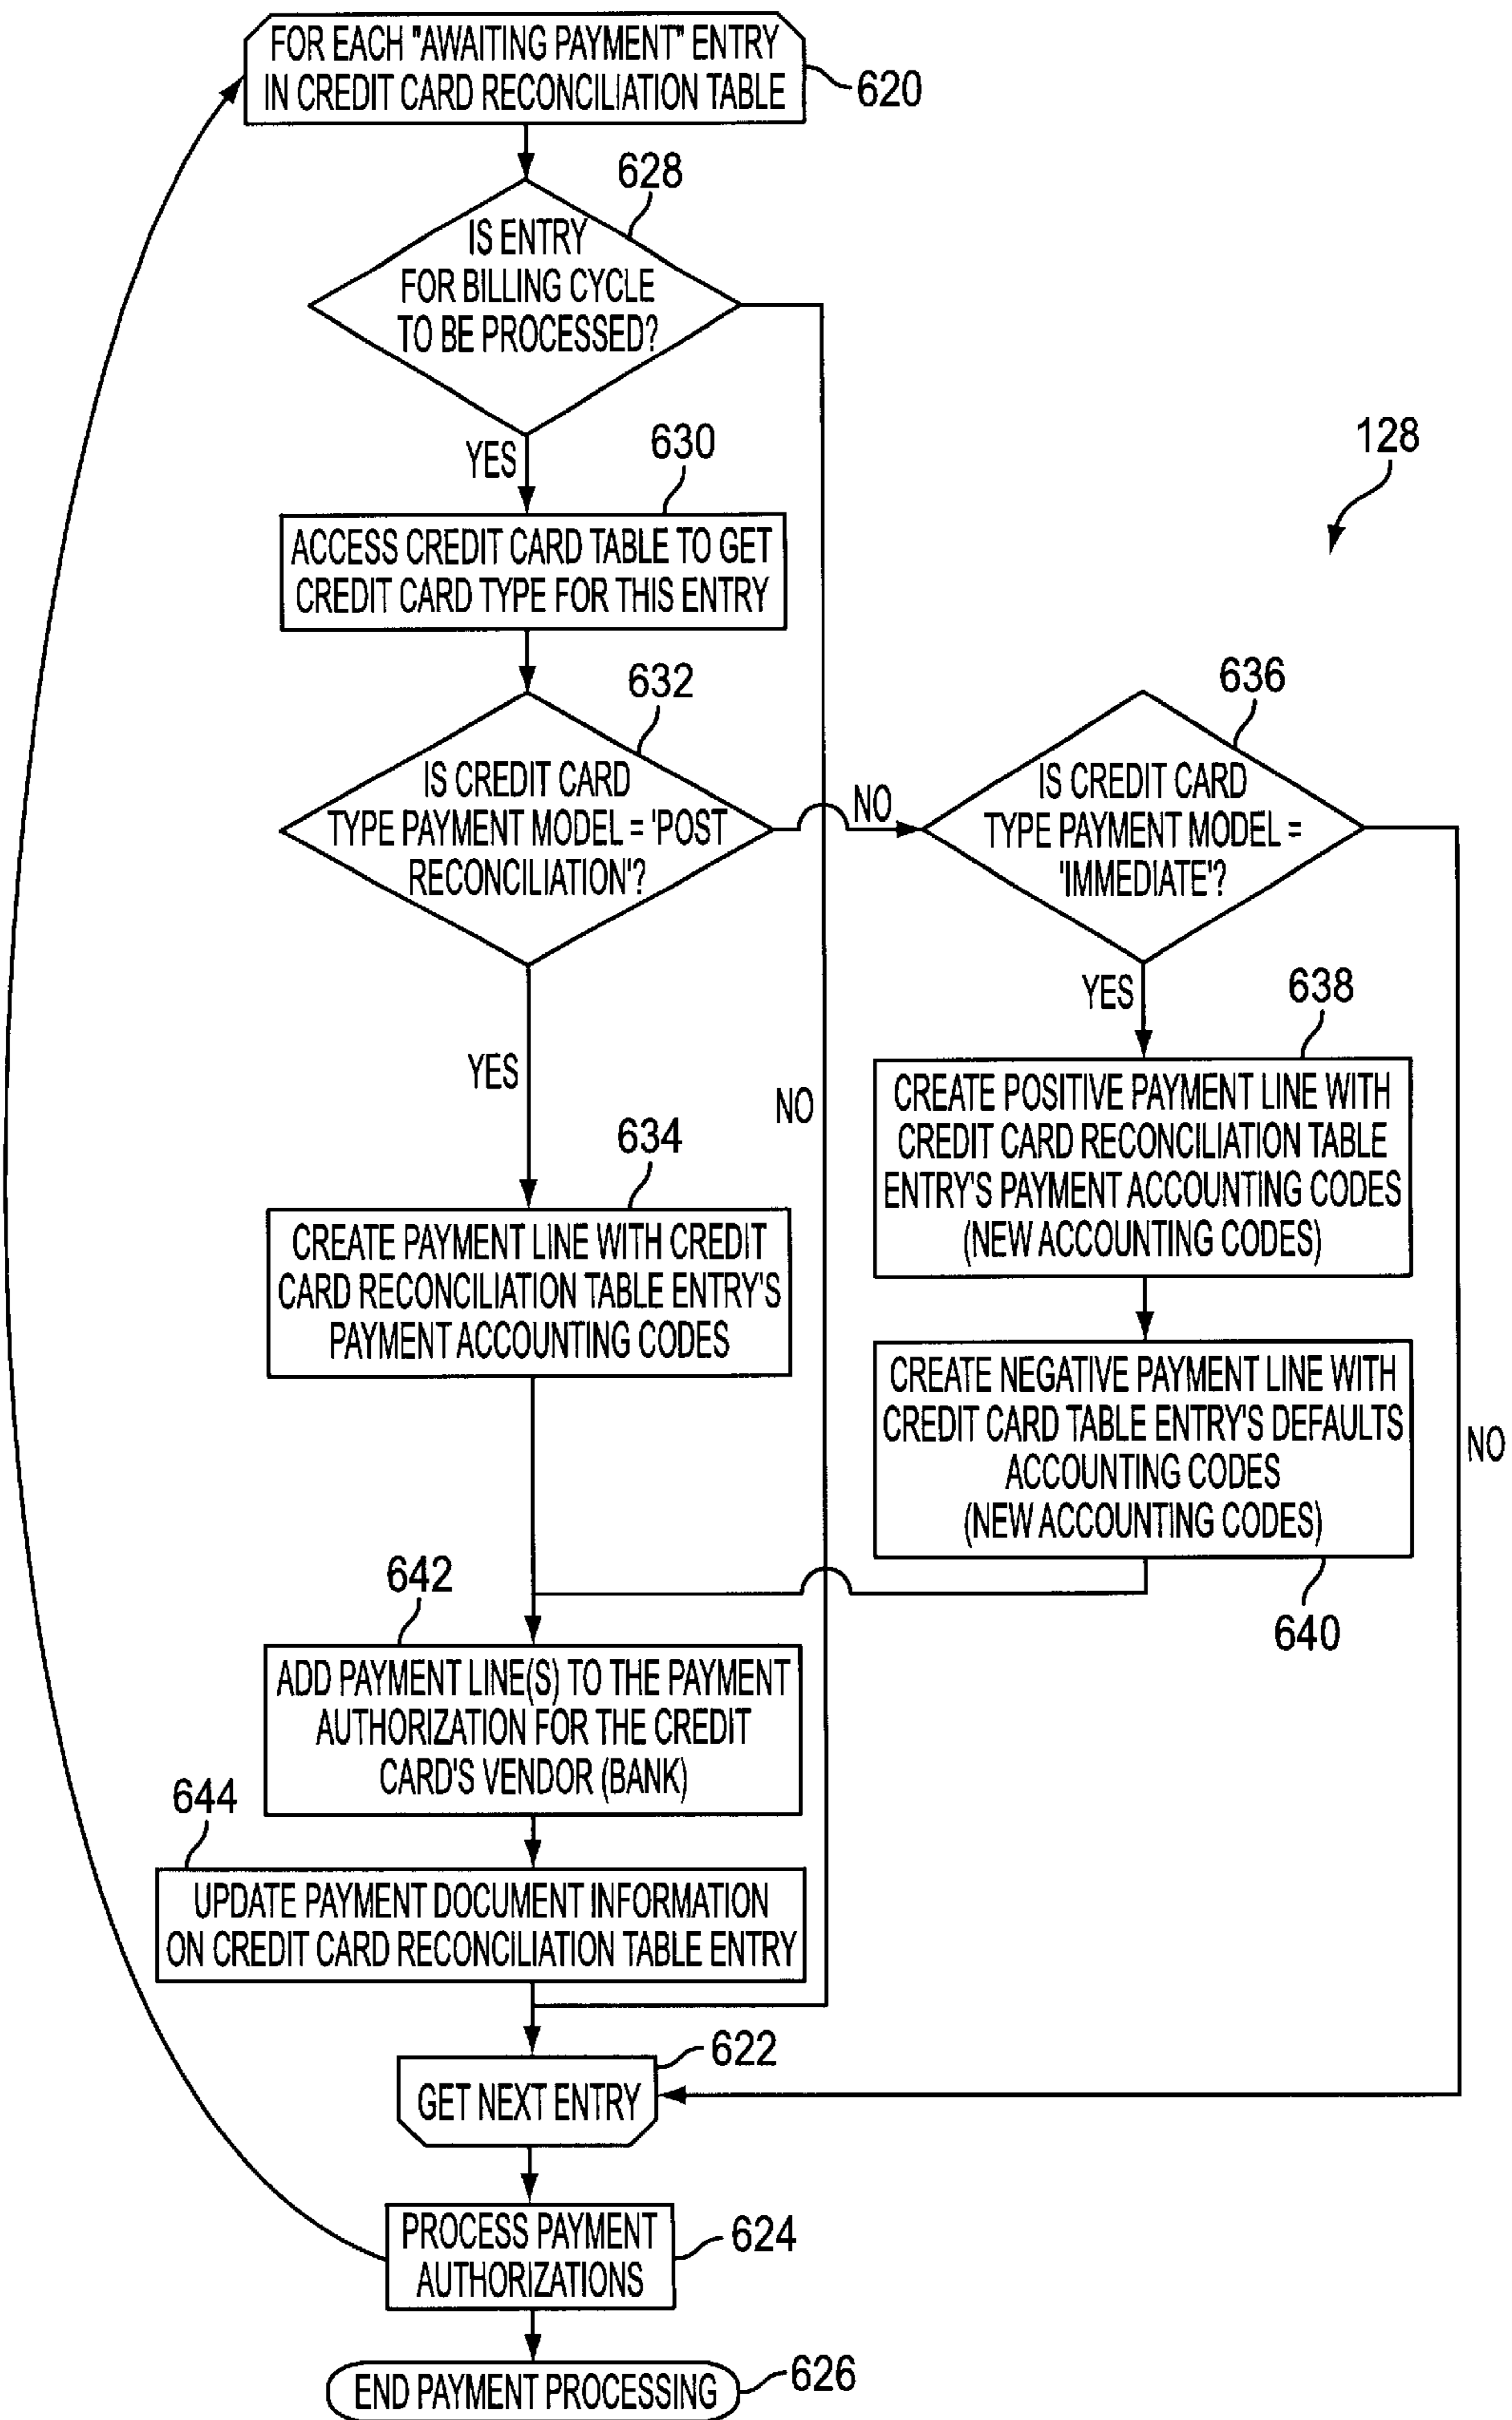 FOR EACH "AWAITING PAYMENT" ENTRY
IN CREDIT CARD RECONCILIATION TABLE
620
628
IS ENTRY
FOR BILLING CYCLE
TO BE PROCESSED?
YES
630
128
ACCESS CREDIT CARD TABLE TO GET
CREDIT CARD TYPE FOR THIS ENTRY
632
636
IS CREDIT CARD
TYPE PAYMENT MODEL = 'POST
RECONCILIATION'?
NO
IS CREDIT CARD
TYPE PAYMENT MODEL =
'IMMEDIATE'?
YES
638
YES
NO
CREATE POSITIVE PAYMENT LINE WITH
CREDIT CARD RECONCILIATION TABLE
ENTRY'S PAYMENT ACCOUNTING CODES
(NEW ACCOUNTING CODES)
634
CREATE PAYMENT LINE WITH CREDIT
CARD RECONCILIATION TABLE ENTRY'S
PAYMENT ACCOUNTING CODES
CREATE NEGATIVE PAYMENT LINE WITH
CREDIT CARD TABLE ENTRY'S DEFAULTS
ACCOUNTING CODES
(NEW ACCOUNTING CODES)
NO
642
640
ADD PAYMENT LINE(S) TO THE PAYMENT
AUTHORIZATION FOR THE CREDIT
CARD'S VENDOR (BANK)
644
UPDATE PAYMENT DOCUMENT INFORMATION
ON CREDIT CARD RECONCILIATION TABLE ENTRY
622
GET NEXT ENTRY
PROCESS PAYMENT
AUTHORIZATIONS
624
END PAYMENT PROCESSING
626